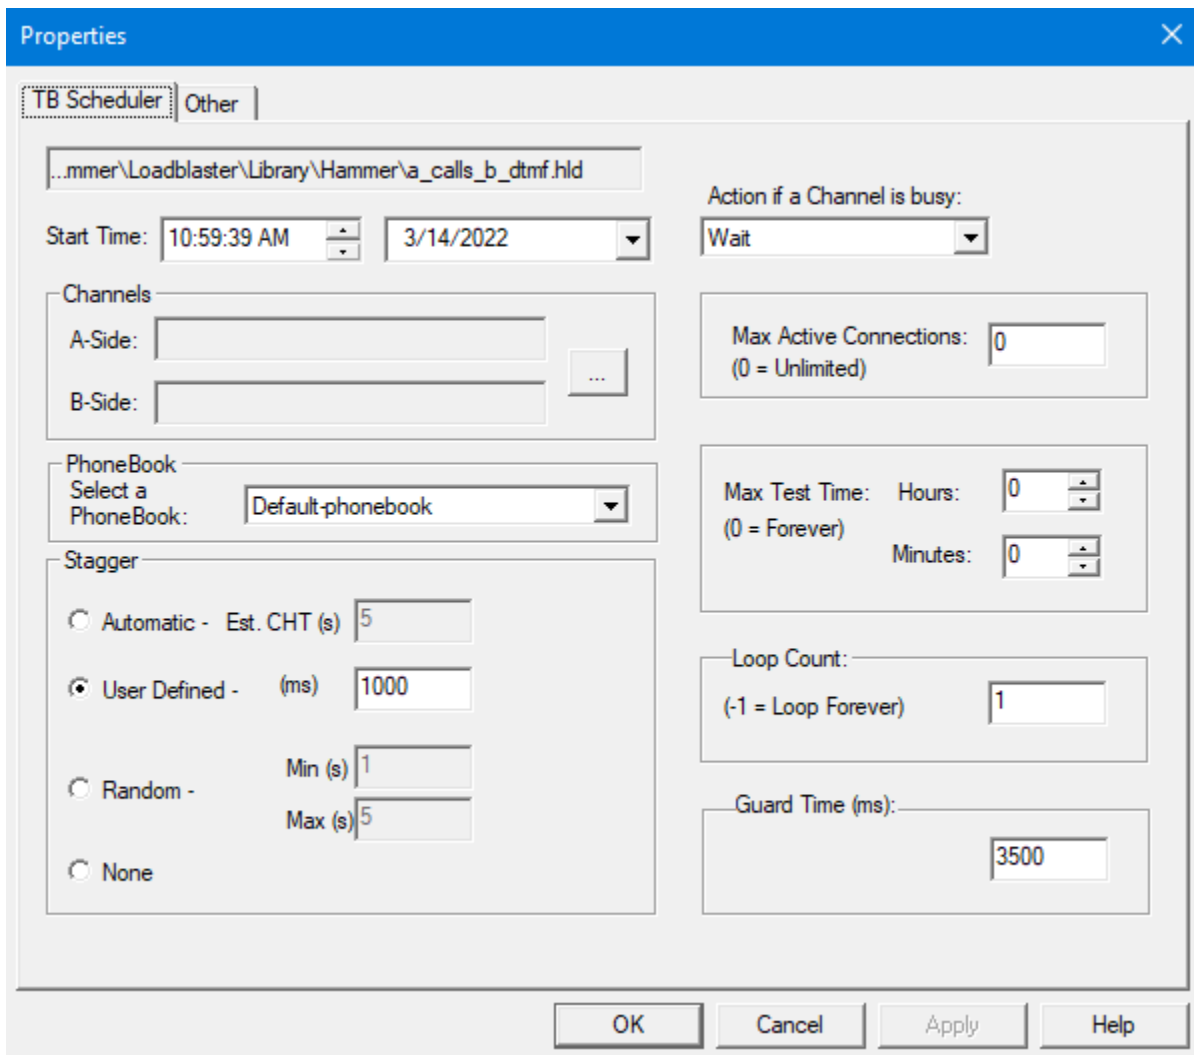 Properties
TB Scheduler
Other
...mmer\Loadblaster\Library\Hammer\a_calls_b_dtmf.hld
Start Time:
10:59:39 AM
3/14/2022
Action if a Channel is busy:
Wait
Channels
A-Side:
B-Side:
...
PhoneBook
Select a
PhoneBook:
Default-phonebook
Stagger
Automatic - Est. CHT (s)
5
User Defined - (ms)
1000
Random -
Min (s)
1
Max (s)
5
None
Max Active Connections:
0
(0 = Unlimited)
Max Test Time: Hours:
0
(0 = Forever)
Minutes:
0
Loop Count:
(-1 = Loop Forever)
1
Guard Time (ms):
3500
OK
Cancel
Apply
Help